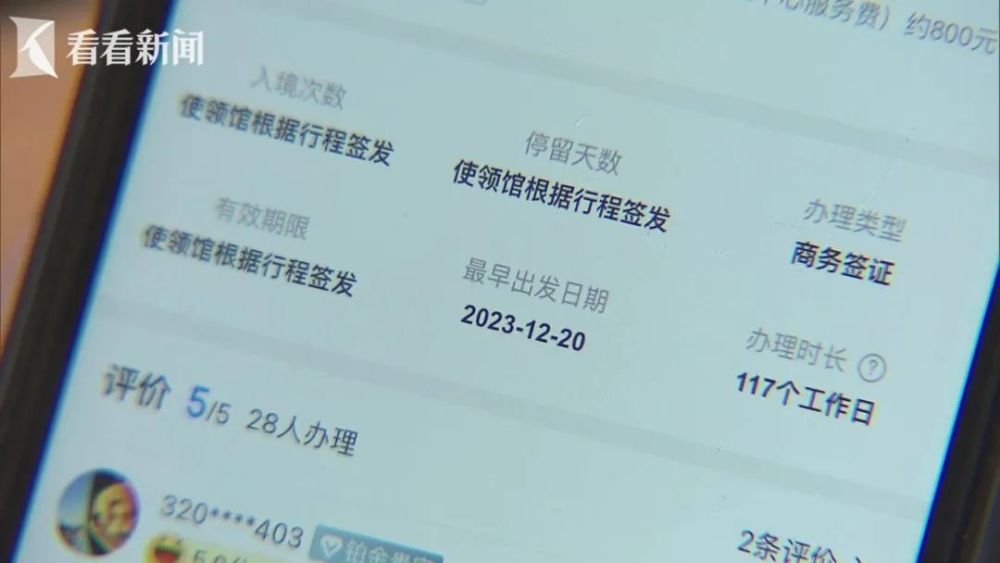 看看新闻
服务费）约800元
入境次数
使领馆根据行程签发
停留天数
使领馆根据行程签发
办理类型
商务签证
有效期限
使领馆根据行程签发
最早出发日期
2023-12-20
办理时长 ?
117个工作日
评价 5/5 28人办理
320****403
铂金贵宾
2条评价